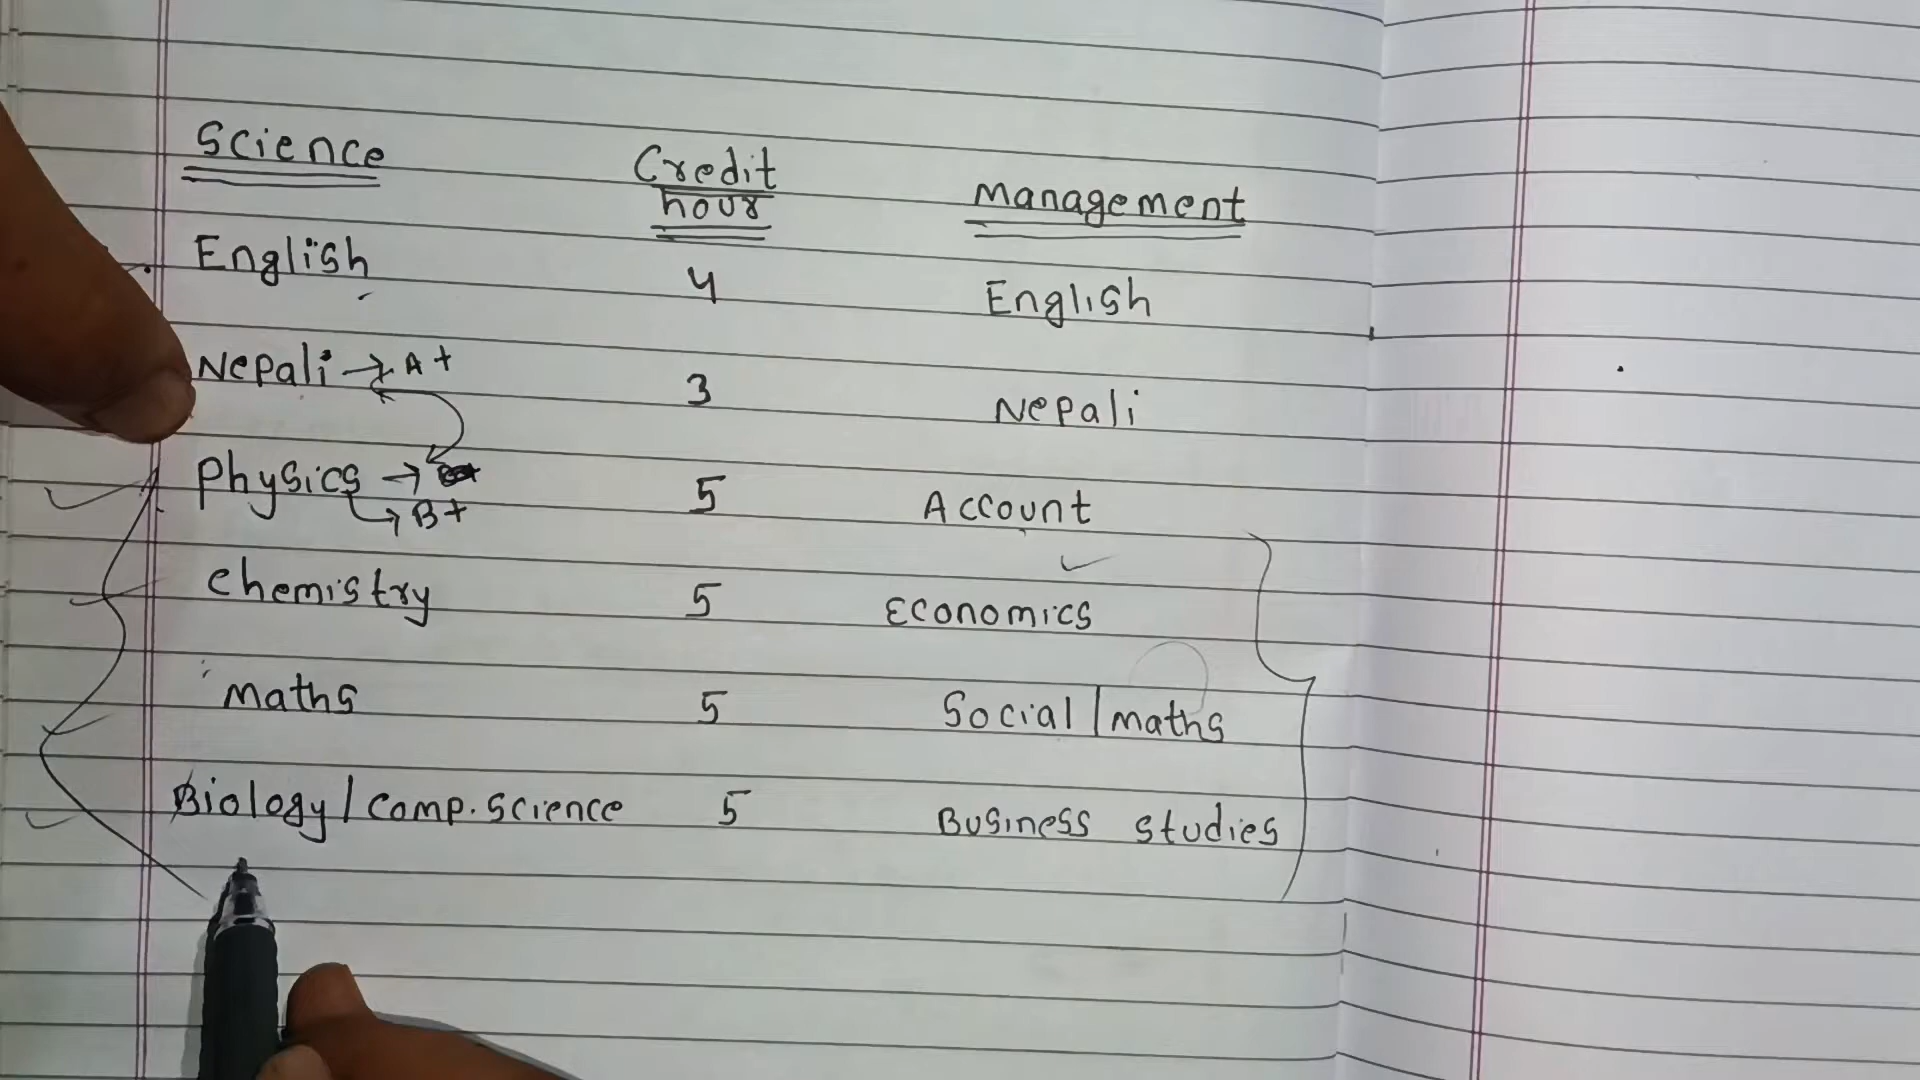 Science Credit hour Management
English 4 English
Nepali → A+ 3 Nepali
Physics → B+ 5 Account
chemistry 5 Economics
maths 5 Social | maths
Biology / comp. science 5 Business studies